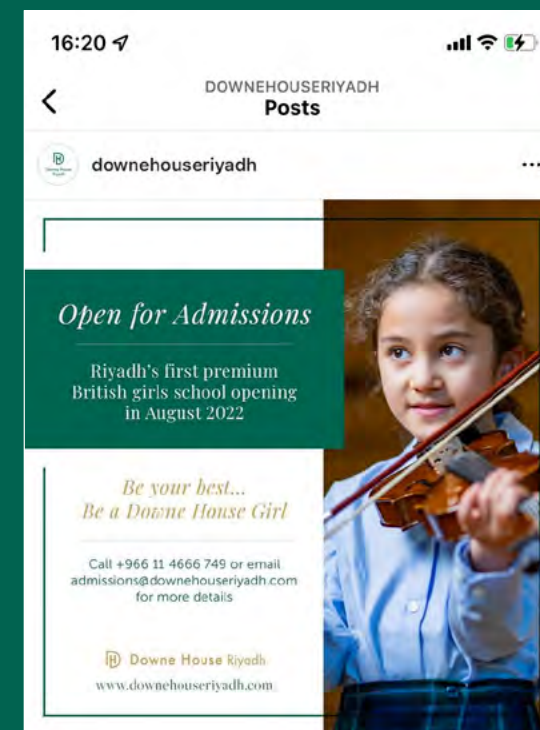 16:20
DOWNEHOUSERIYADH
Posts
downehouseriyadh
Open for Admissions
Riyadh's first premium
British girls school opening
in August 2022
Be your best...
Be a Downe House Girl
Call +966 11 4666 749 or email
admissions@downehouseriyadh.com
for more details
Downe House Riyadh
www.downehouseriyadh.com